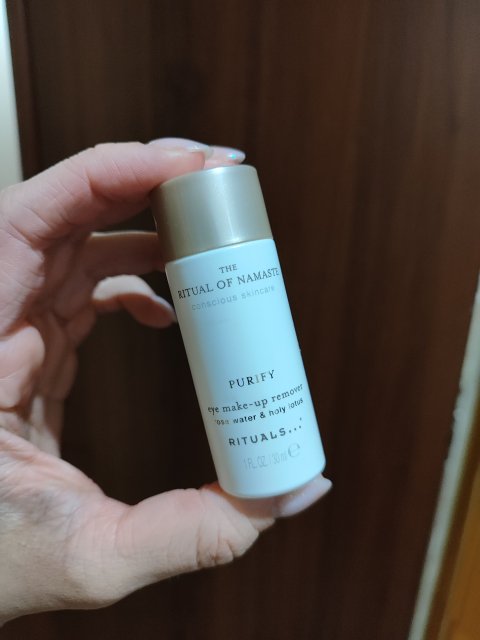 THE
RITUAL OF NAMASTE
conscious skincare
PURIFY
eye make-up remover
rose water & holy lotus
RITUALS...
1 FL.OZ./30 ml ℮